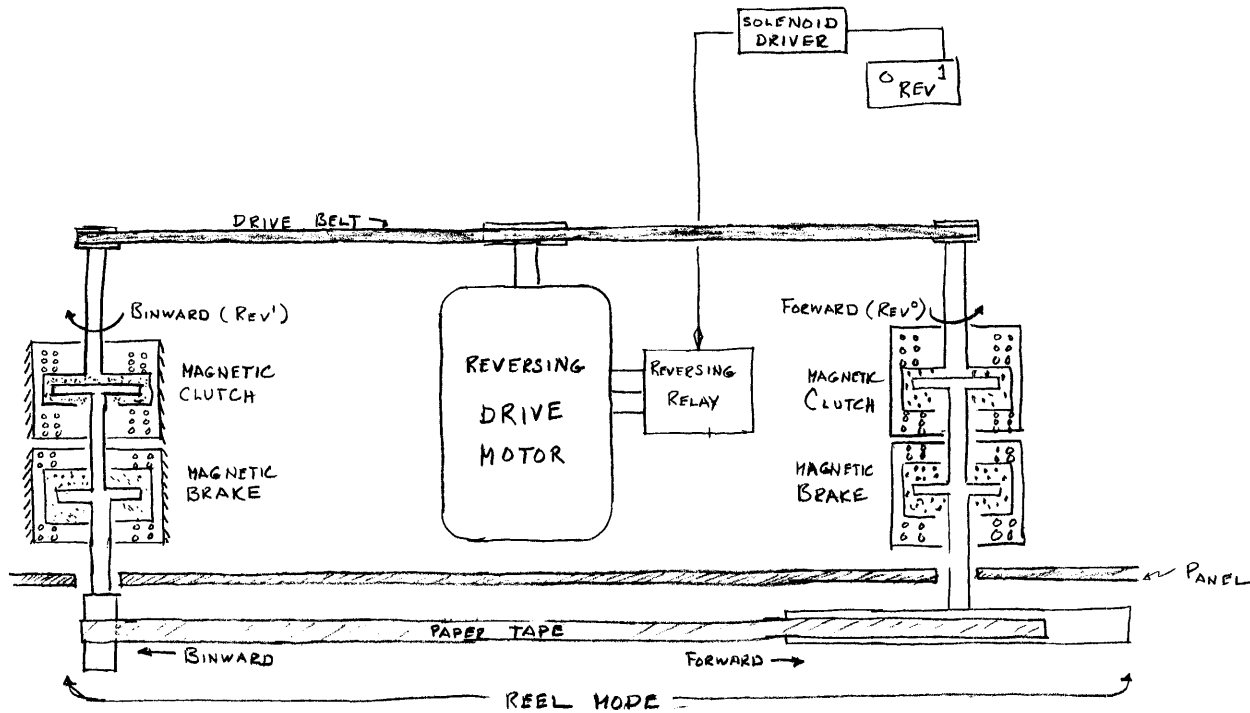 SOLENOID
DRIVER
0 REV 1
DRIVE BELT
BINWARD (REV')
FORWARD (REV⁰)
MAGNETIC
CLUTCH
REVERSING
DRIVE
MOTOR
REVERSING
RELAY
MAGNETIC
CLUTCH
MAGNETIC
BRAKE
MAGNETIC
BRAKE
PANEL
PAPER TAPE
BINWARD
FORWARD
REEL MODE